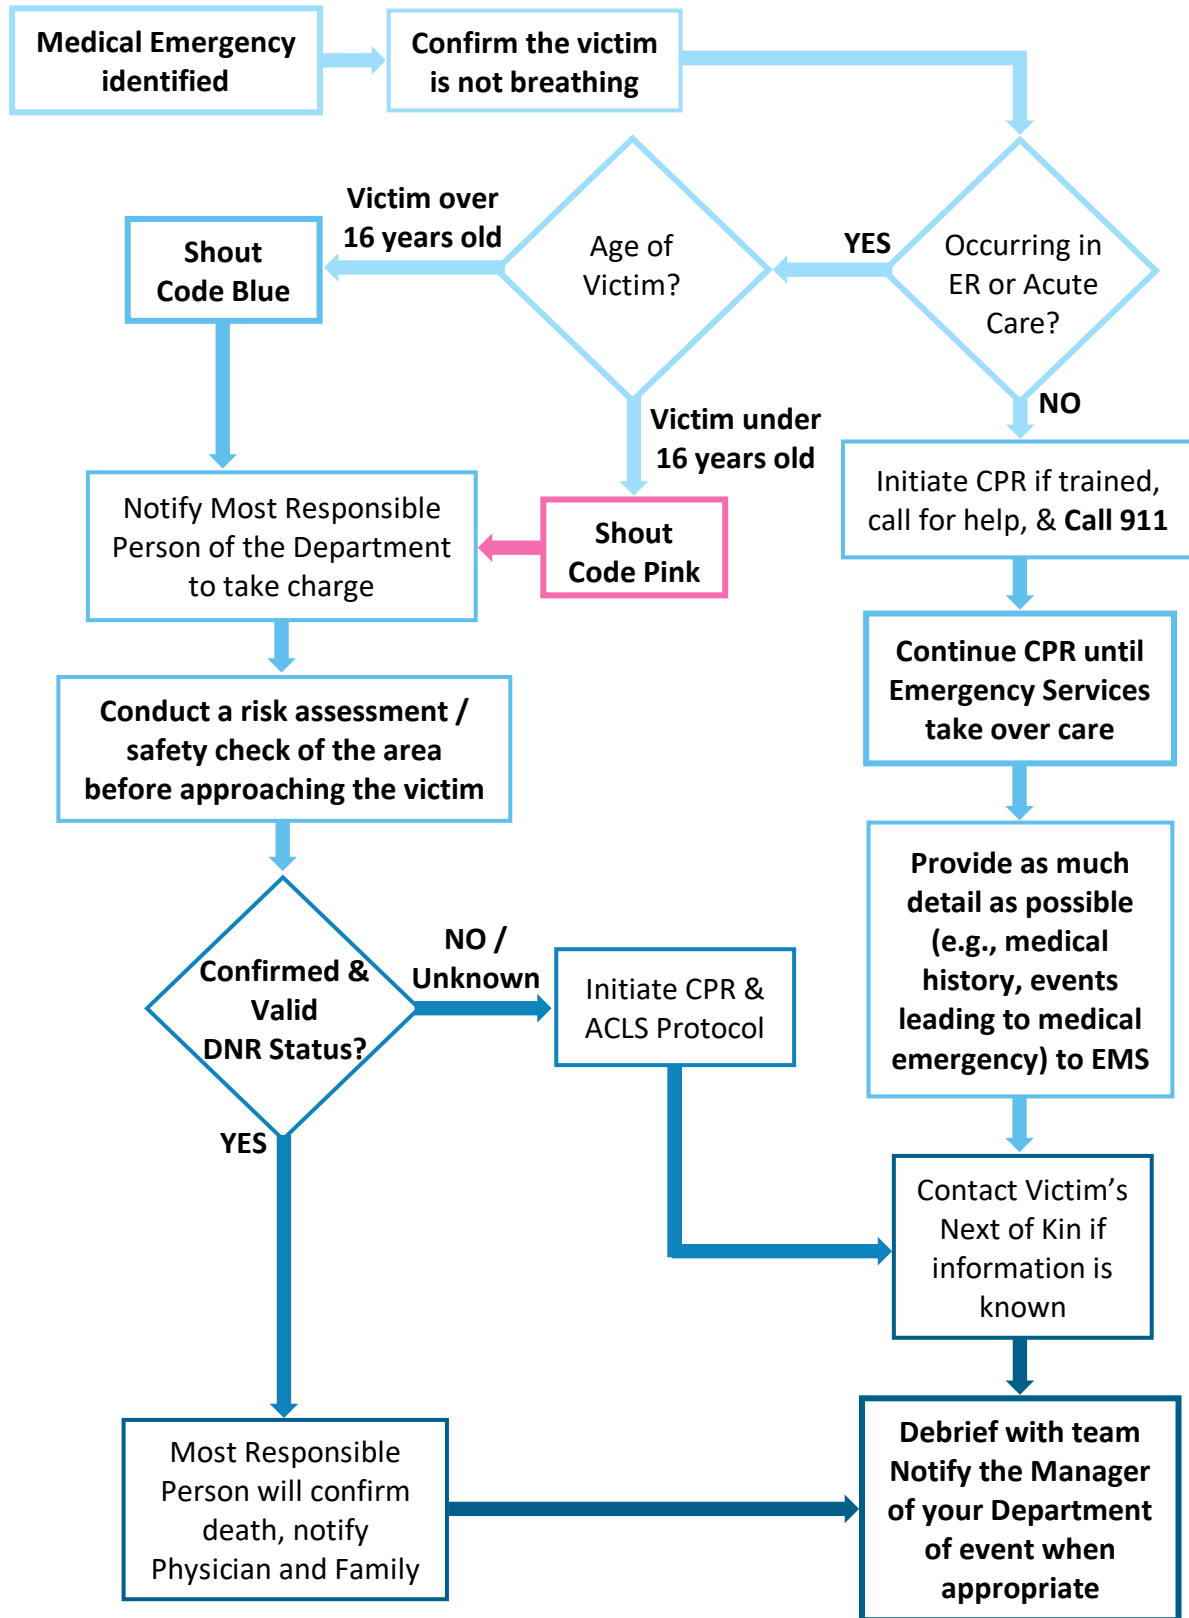 Medical Emergency
identified
Confirm the victim
is not breathing
Occurring in
ER or Acute
Care?
YES
NO
Age of
Victim?
Victim over
16 years old
Victim under
16 years old
Shout
Code Blue
Shout
Code Pink
Notify Most Responsible
Person of the Department
to take charge
Conduct a risk assessment /
safety check of the area
before approaching the victim
Confirmed &
Valid
DNR Status?
NO /
Unknown
YES
Initiate CPR &
ACLS Protocol
Most Responsible
Person will confirm
death, notify
Physician and Family
Initiate CPR if trained,
call for help, & Call 911
Continue CPR until
Emergency Services
take over care
Provide as much
detail as possible
(e.g., medical
history, events
leading to medical
emergency) to EMS
Contact Victim’s
Next of Kin if
information is
known
Debrief with team
Notify the Manager
of your Department
of event when
appropriate